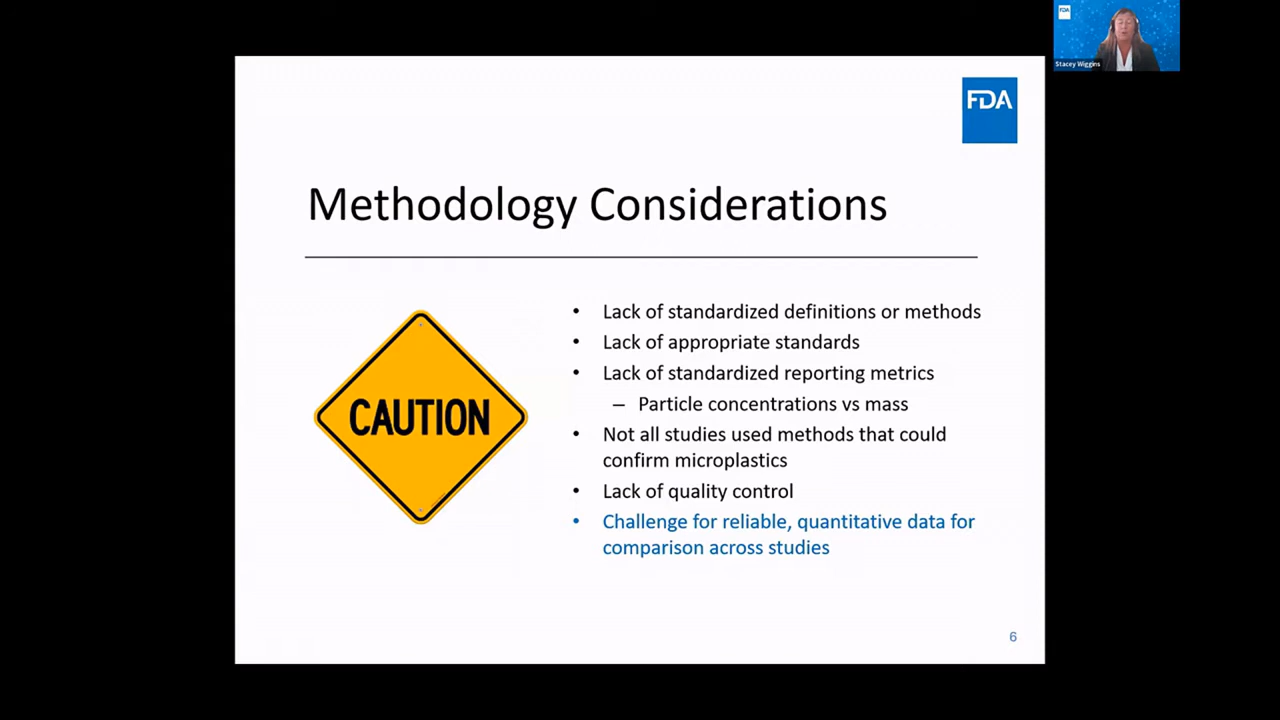 FDA
Stacey Wiggins
FDA
Methodology Considerations
CAUTION
• Lack of standardized definitions or methods
• Lack of appropriate standards
• Lack of standardized reporting metrics
– Particle concentrations vs mass
• Not all studies used methods that could
confirm microplastics
• Lack of quality control
• Challenge for reliable, quantitative data for
comparison across studies
6